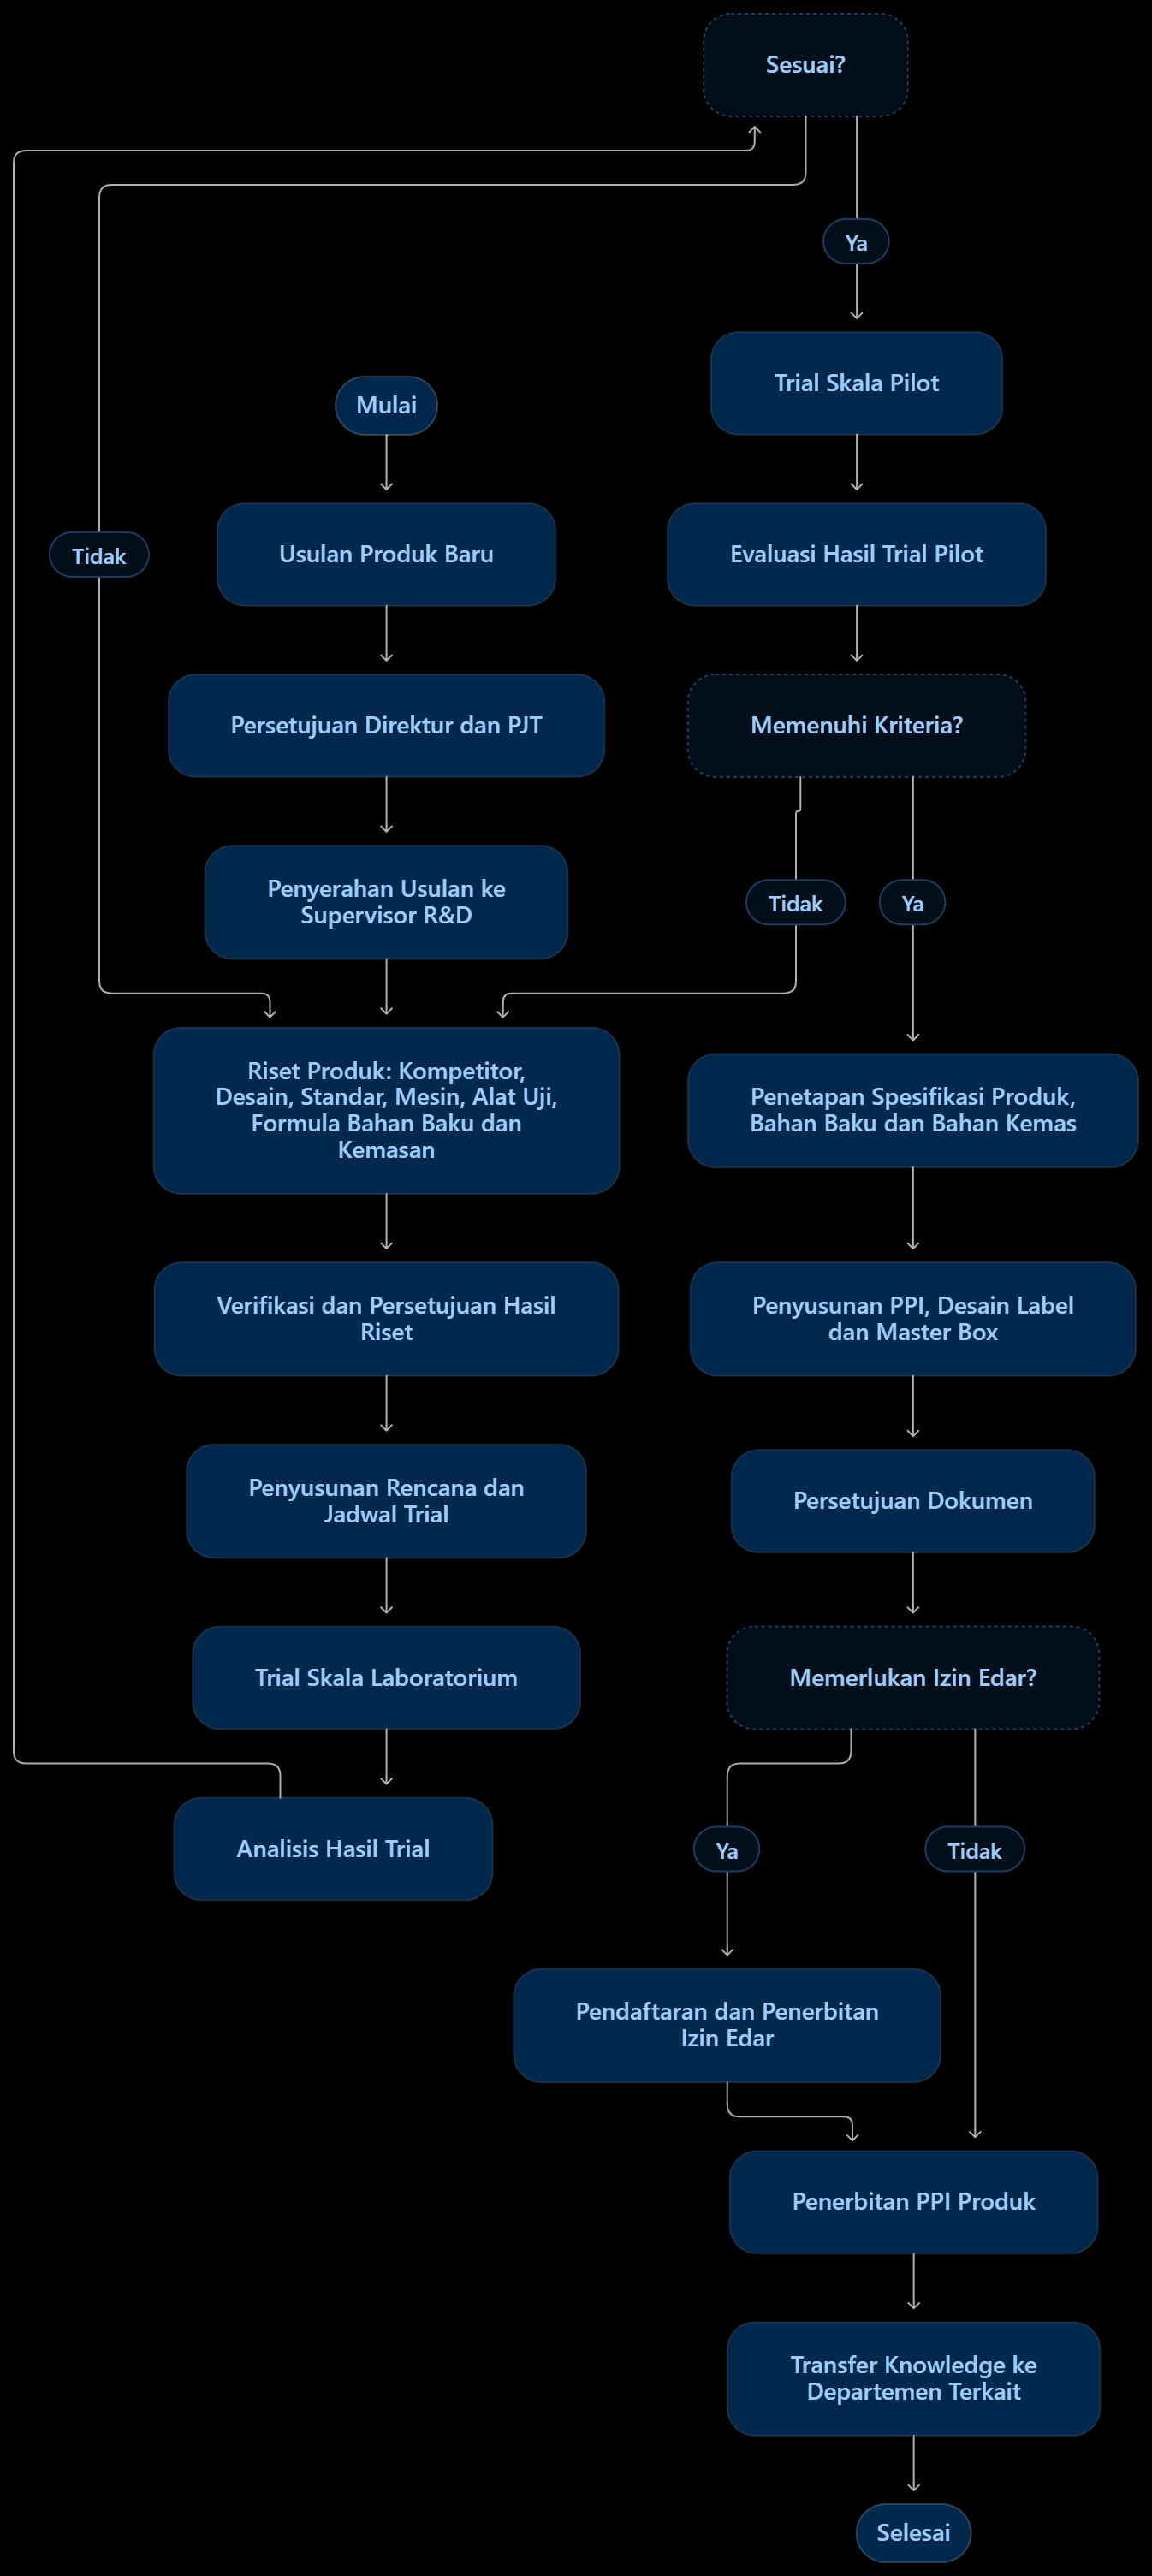 Sesuai?
Ya
Trial Skala Pilot
Mulai
Usulan Produk Baru
Evaluasi Hasil Trial Pilot
Tidak
Persetujuan Direktur dan PJT
Memenuhi Kriteria?
Penyerahan Usulan ke
Supervisor R&D
Tidak
Ya
Riset Produk: Kompetitor,
Desain, Standar, Mesin, Alat Uji,
Formula Bahan Baku dan
Kemasan
Penetapan Spesifikasi Produk,
Bahan Baku dan Bahan Kemas
Verifikasi dan Persetujuan Hasil
Riset
Penyusunan PPI, Desain Label
dan Master Box
Penyusunan Rencana dan
Jadwal Trial
Persetujuan Dokumen
Trial Skala Laboratorium
Memerlukan Izin Edar?
Analisis Hasil Trial
Ya
Tidak
Pendaftaran dan Penerbitan
Izin Edar
Penerbitan PPI Produk
Transfer Knowledge ke
Departemen Terkait
Selesai